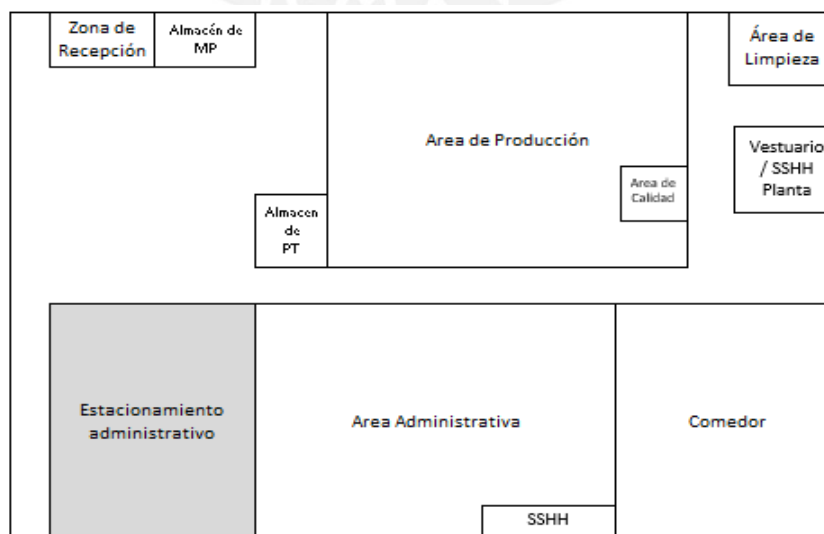 Zona de
Recepción
Almacén de
MP
Area de Producción
Área de
Limpieza
Vestuario
/ SSHH
Planta
Area de
Calidad
Almacen
de
PT
Estacionamiento
administrativo
Area Administrativa
Comedor
SSHH